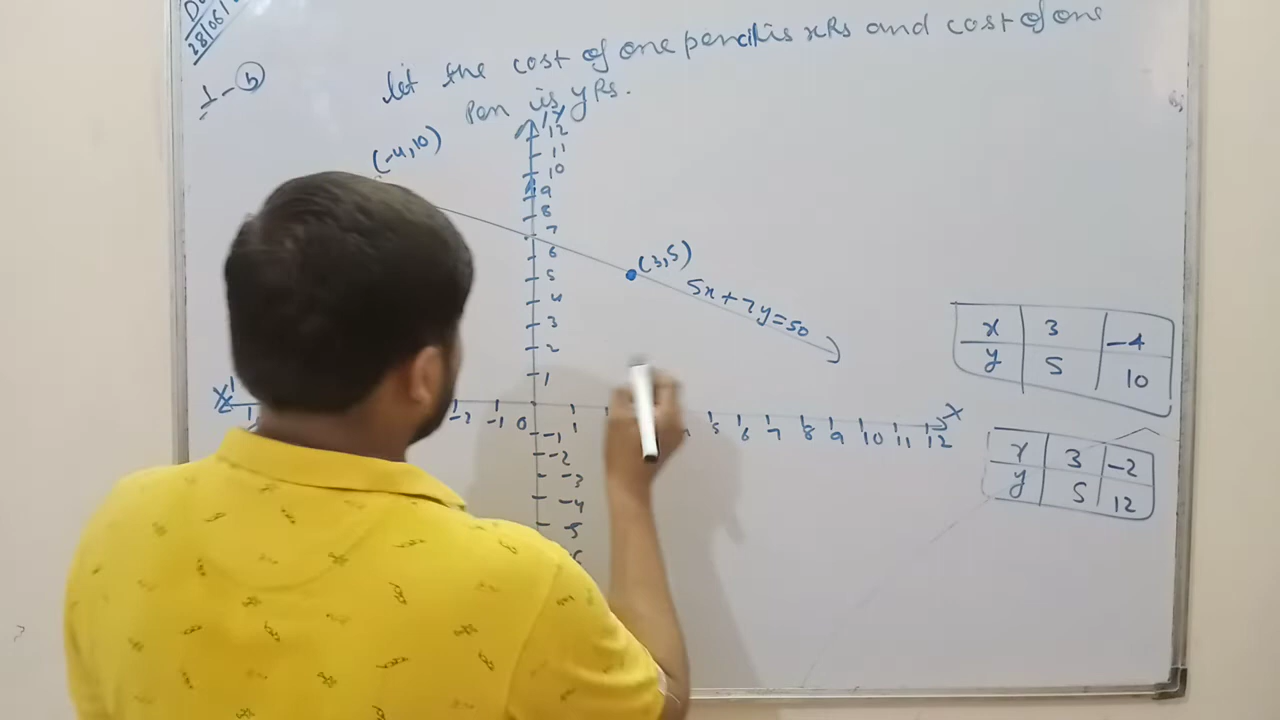 28/06/
1-b
let the cost of one pencil is x Rs and cost of one
Pen is y Rs.
(-4,10)
Y
12
11
10
9
8
7
6
5
4
3
2
1
(3,5)
5x+7y=50
X' -2 -1 0 1 5 6 7 8 9 10 11 12 X
-1
-2
-3
-4
-5
x 3 -4
y 5 10
x 3 -2
y 5 12